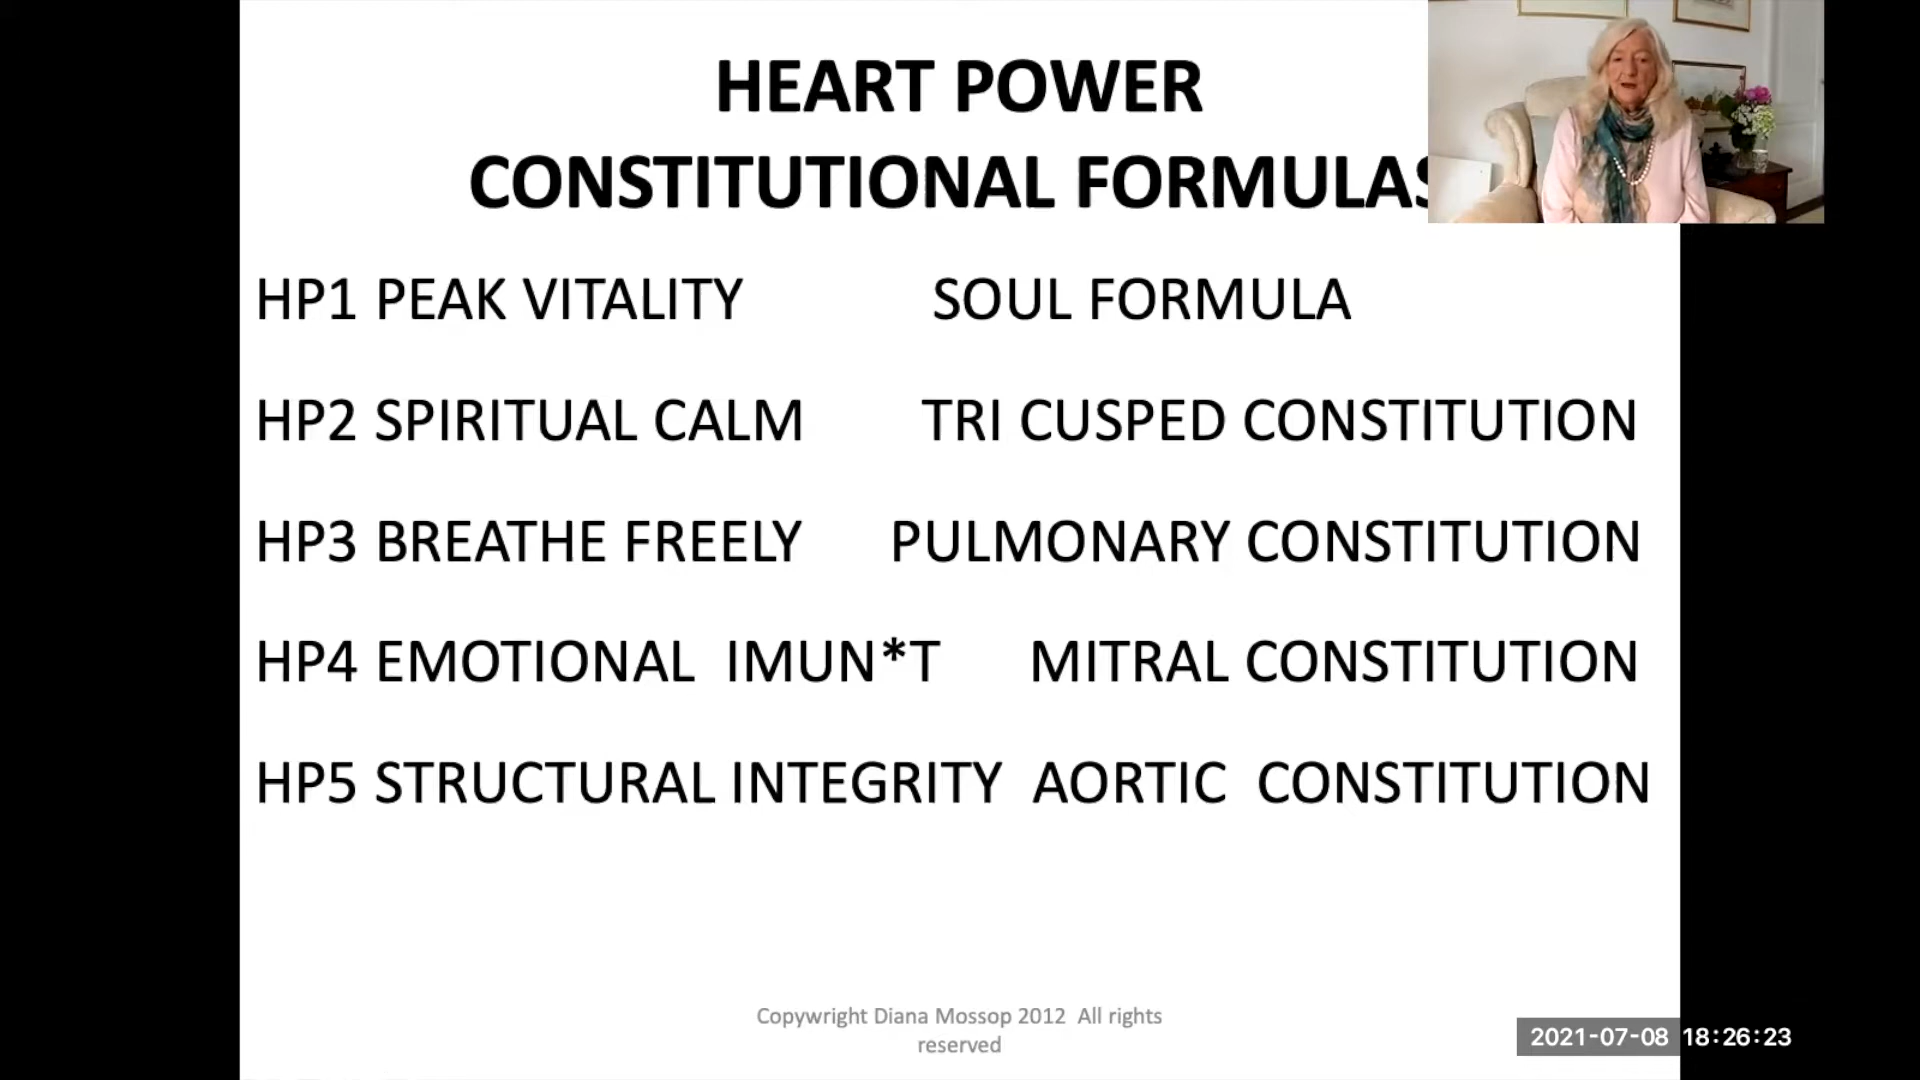 HEART POWER
CONSTITUTIONAL FORMULAS
HP1 PEAK VITALITY SOUL FORMULA
HP2 SPIRITUAL CALM TRI CUSPED CONSTITUTION
HP3 BREATHE FREELY PULMONARY CONSTITUTION
HP4 EMOTIONAL IMUN*T MITRAL CONSTITUTION
HP5 STRUCTURAL INTEGRITY AORTIC CONSTITUTION
Copywright Diana Mossop 2012 All rights
reserved
2021-07-08 18:26:23